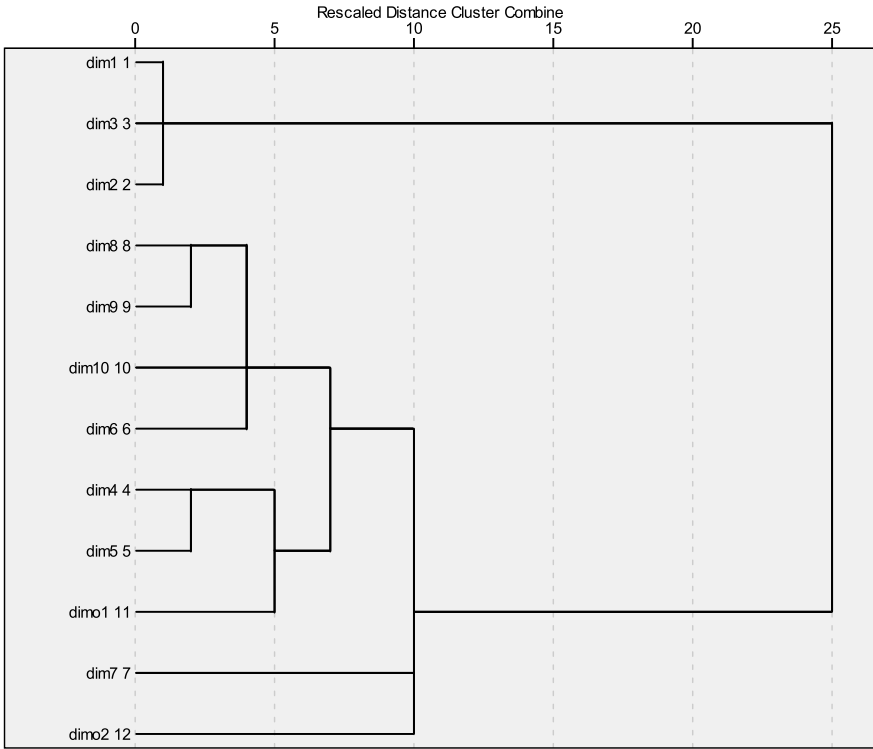 Rescaled Distance Cluster Combine
0 5 10 15 20 25
dim1 1
dim3 3
dim2 2
dim8 8
dim9 9
dim10 10
dim6 6
dim4 4
dim5 5
dimo1 11
dim7 7
dimo2 12